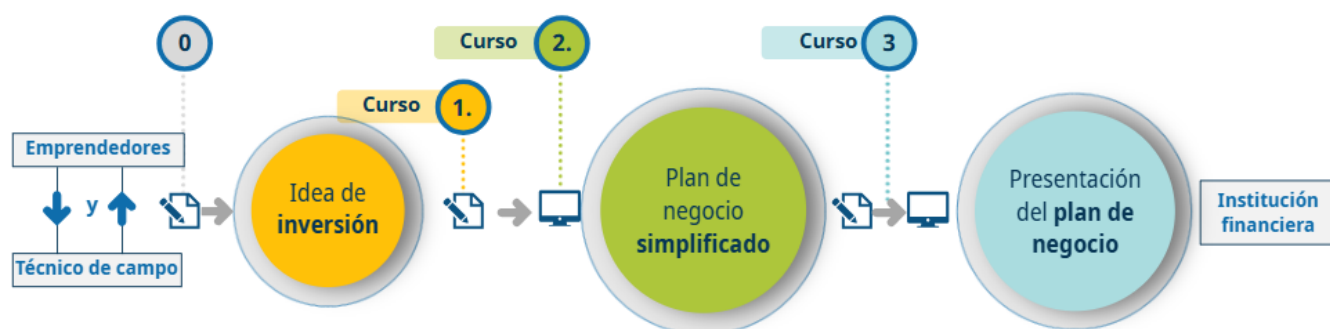 0
Curso 1.
Curso 2.
Curso 3
Emprendedores
y
Técnico de campo
Idea de
inversión
Plan de
negocio
simplificado
Presentación
del plan de
negocio
Institución
financiera